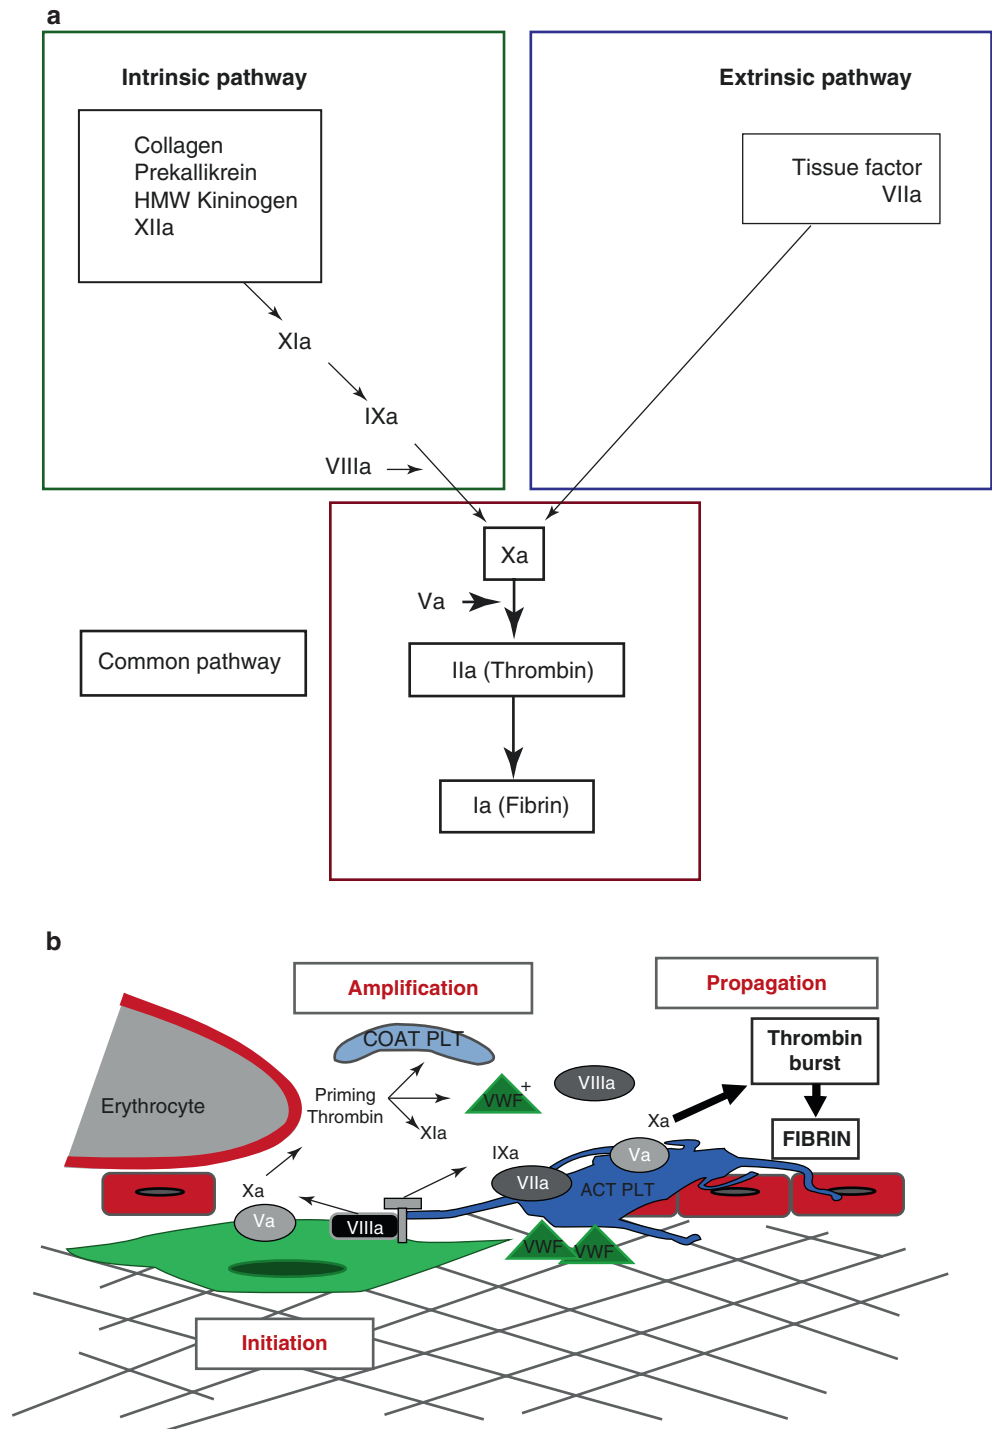 a
Intrinsic pathway
Extrinsic pathway
Collagen
Prekallikrein
HMW Kininogen
XIIa
Tissue factor
VIIa
XIa
IXa
VIIIa
Xa
Va
Common pathway
IIa (Thrombin)
Ia (Fibrin)
b
Amplification
Propagation
COAT PLT
Thrombin
burst
Erythrocyte
Priming
Thrombin
VWF
+
VIIIa
XIa
Xa
FIBRIN
IXa
Va
Xa
VIIa
ACT PLT
Va
VIIIa
VWF
VWF
Initiation